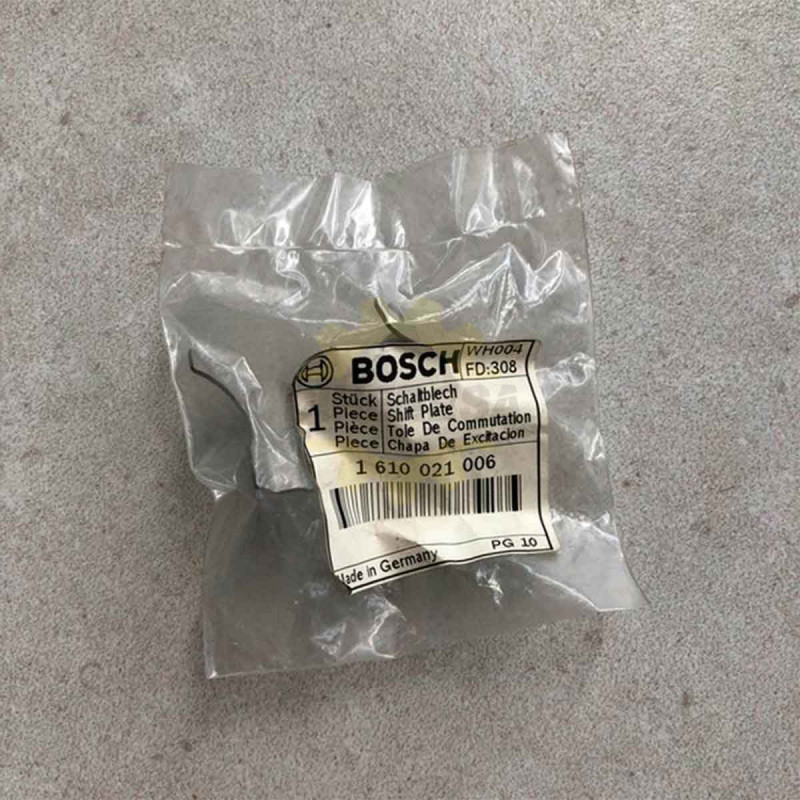 BOSCH
WH004
FD:308
1
Stück Schaltblech
Piece Shift Plate
Pièce Tole De Commutation
Piece Chapa De Excitacion
1 610 021 006
Made in Germany
PG 10